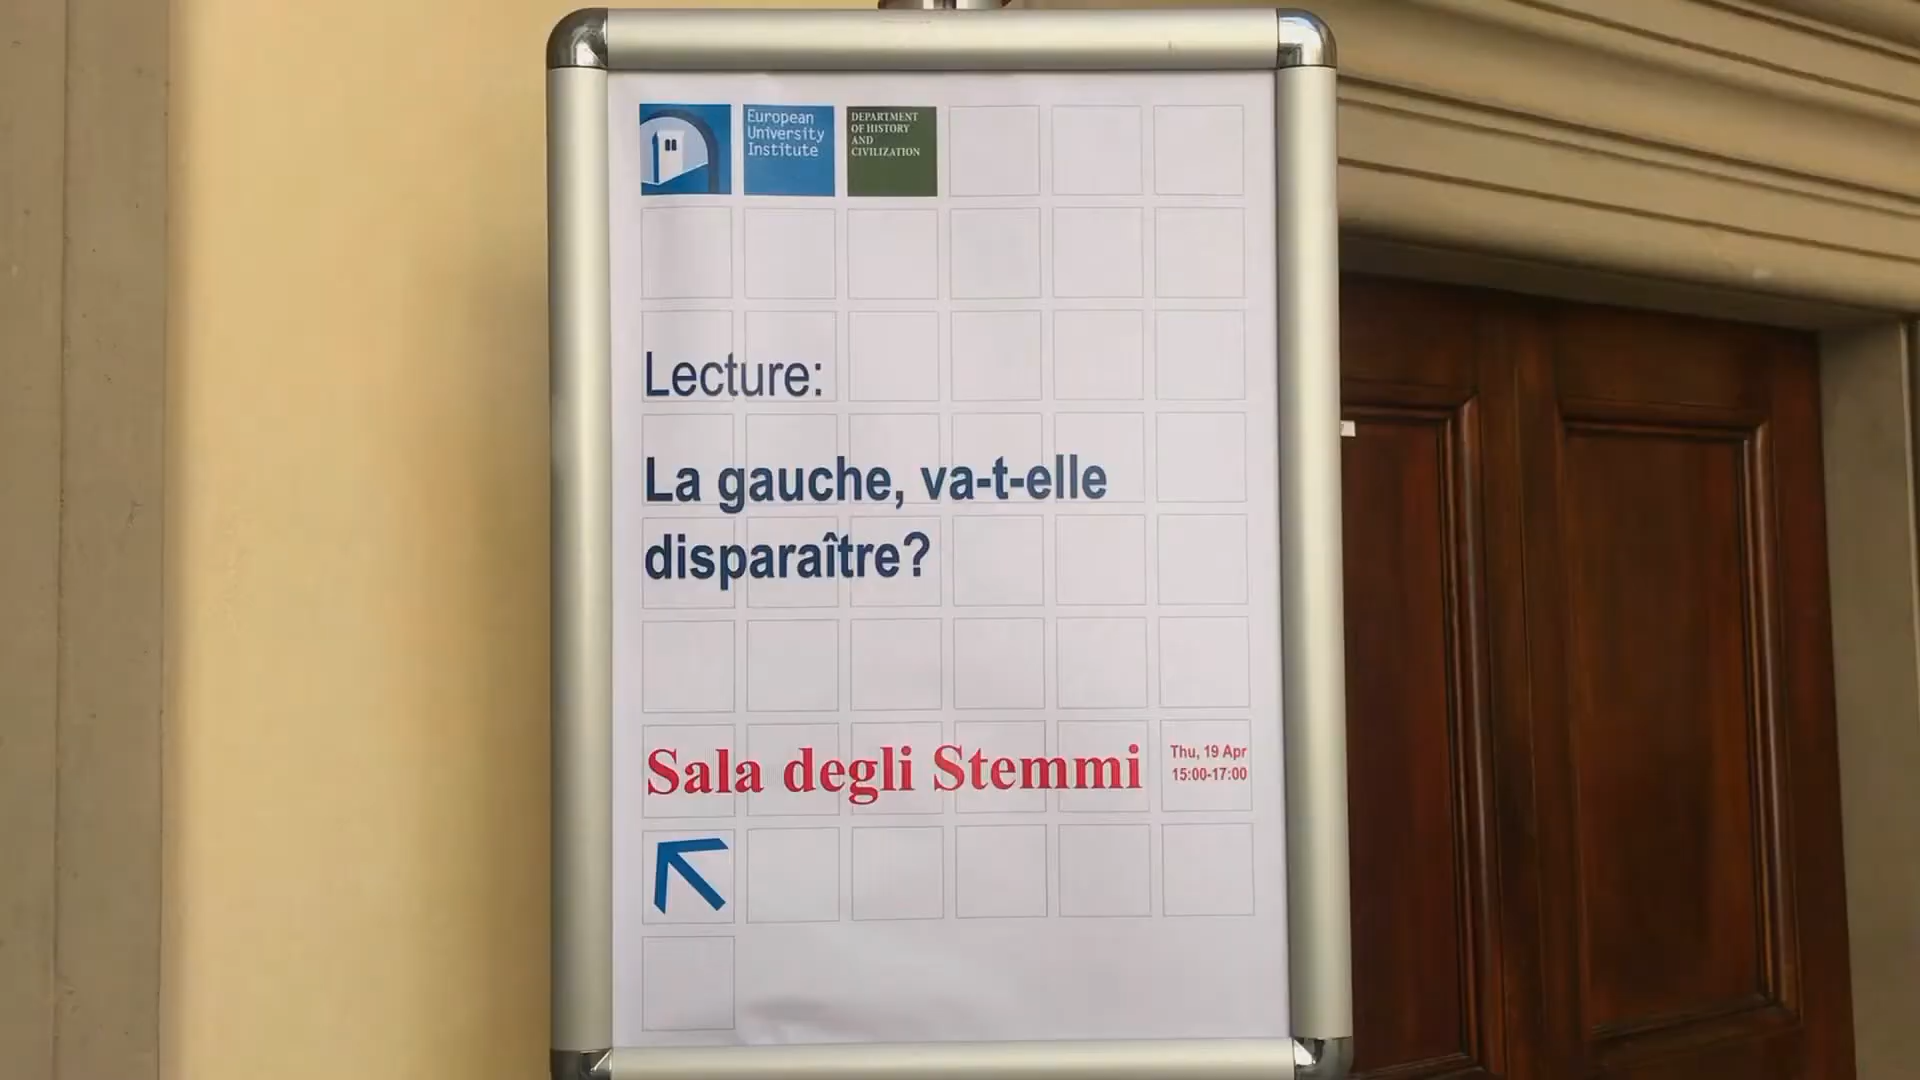 European
University
Institute
DEPARTMENT
OF HISTORY
AND
CIVILIZATION
Lecture:
La gauche, va-t-elle
disparaître?
Sala degli Stemmi
Thu, 19 Apr
15:00-17:00